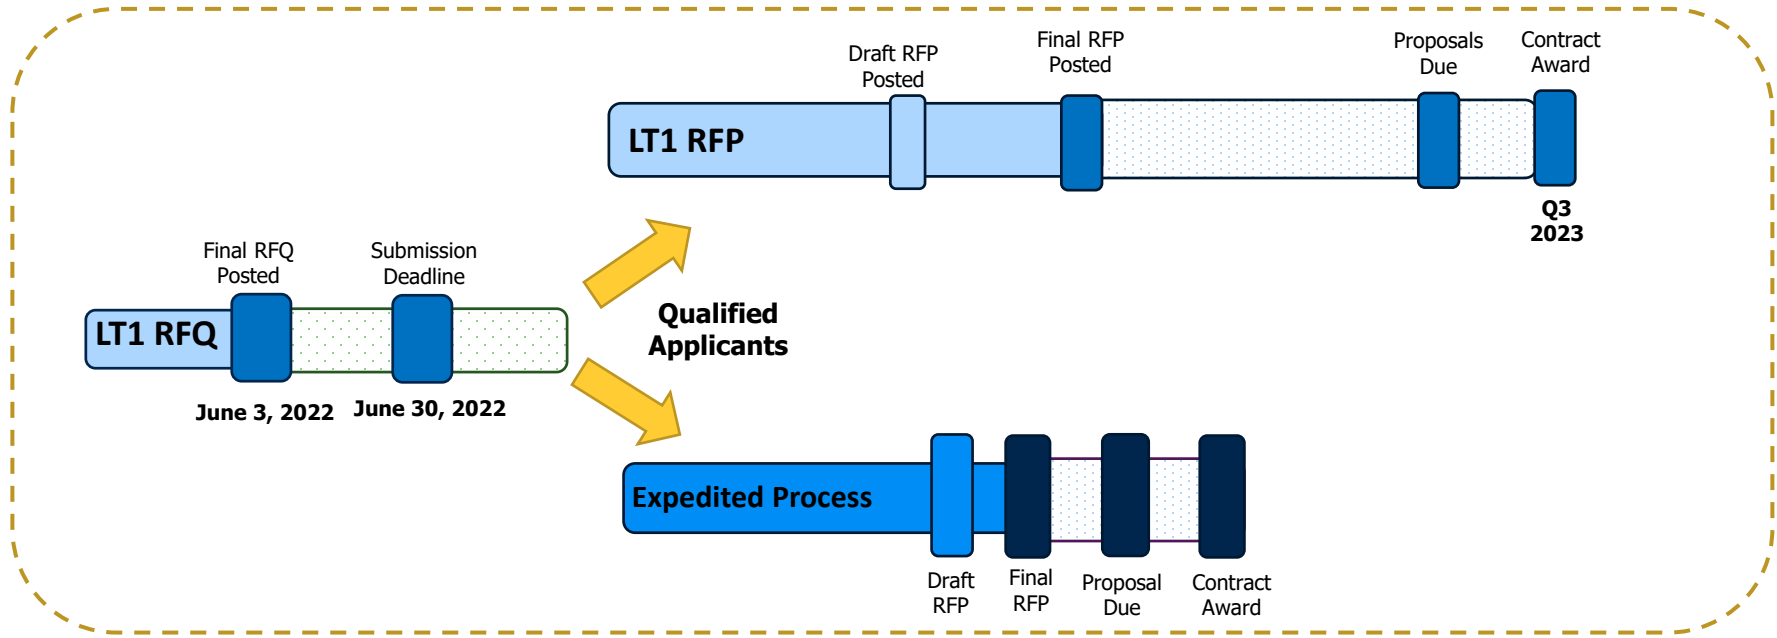 Draft RFP
Posted
Final RFP
Posted
Proposals
Due
Contract
Award
LT1 RFP
Q3
2023
Final RFQ
Posted
Submission
Deadline
LT1 RFQ
June 3, 2022
June 30, 2022
Qualified
Applicants
Expedited Process
Draft
RFP
Final
RFP
Proposal
Due
Contract
Award